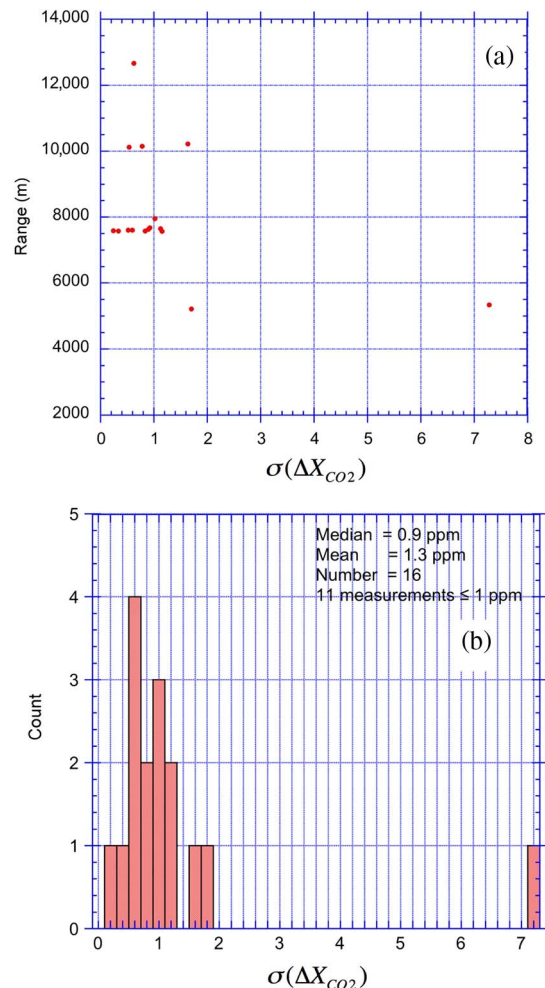 14,000
12,000
10,000
8000
6000
4000
2000
Range (m)
(a)
0 1 2 3 4 5 6 7 8
σ(ΔX_CO2)
5
4
3
2
1
0
Count
Median = 0.9 ppm
Mean = 1.3 ppm
Number = 16
11 measurements ≤ 1 ppm
(b)
0 1 2 3 4 5 6 7
σ(ΔX_CO2)